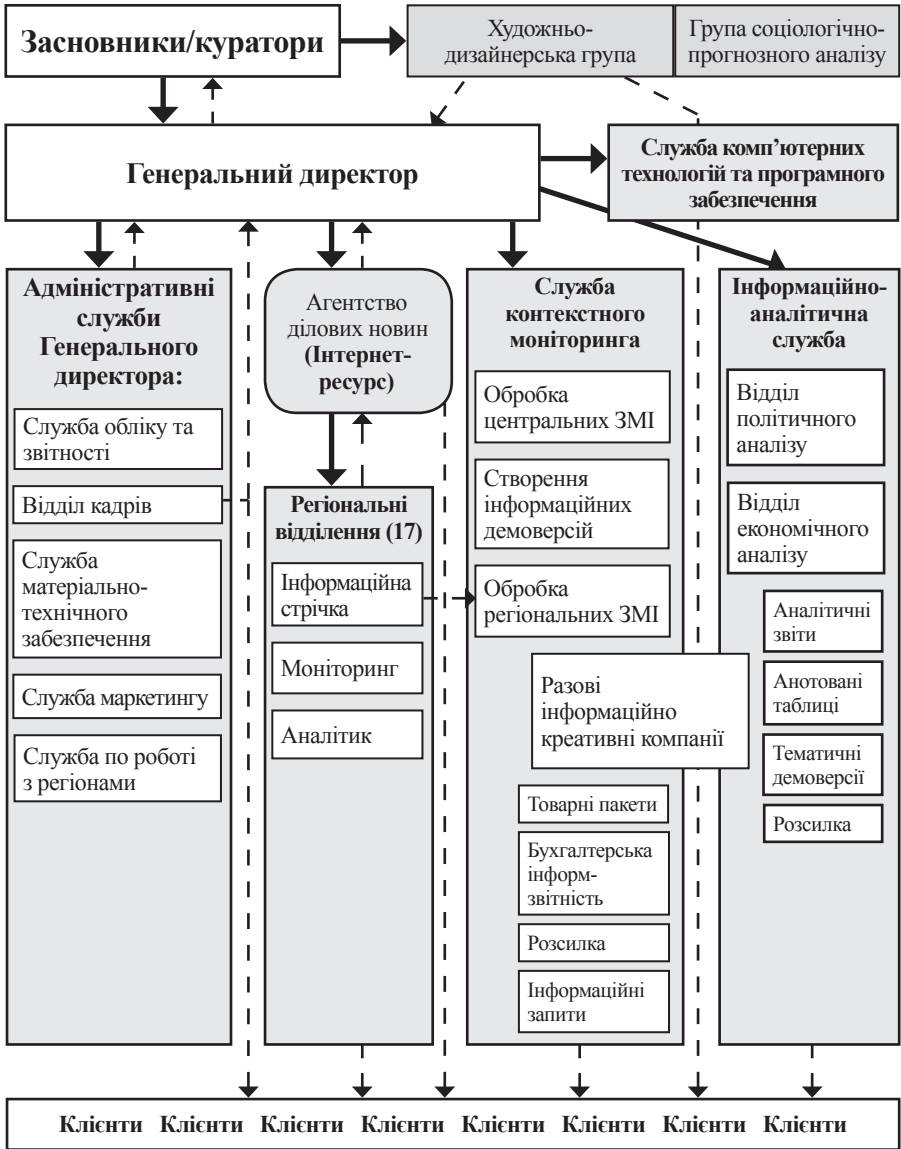 Засновники/куратори
Художньо-
дизайнерська група
Група соціологічно-
прогнозного аналізу
Генеральний директор
Служба комп’ютерних
технологій та програмного
забезпечення
Адміністративні
служби
Генерального
директора:
Служба обліку та
звітності
Відділ кадрів
Служба
матеріально-
технічного
забезпечення
Служба маркетингу
Служба по роботі
з регіонами
Агентство
ділових новин
(Інтернет-
ресурс)
Регіональні
відділення (17)
Інформаційна
стрічка
Моніторинг
Аналітик
Служба
контекстного
моніторинга
Обробка
центральних ЗМІ
Створення
інформаційних
демоверсій
Обробка
регіональних ЗМІ
Разові
інформаційно
креативні компанії
Товарні пакети
Бухгалтерська
інформ-
звітність
Розсилка
Інформаційні
запити
Інформаційно-
аналітична
служба
Відділ
політичного
аналізу
Відділ
економічного
аналізу
Аналітичні
звіти
Анотовані
таблиці
Тематичні
демоверсії
Розсилка
Клієнти Клієнти Клієнти Клієнти Клієнти Клієнти Клієнти Клієнти